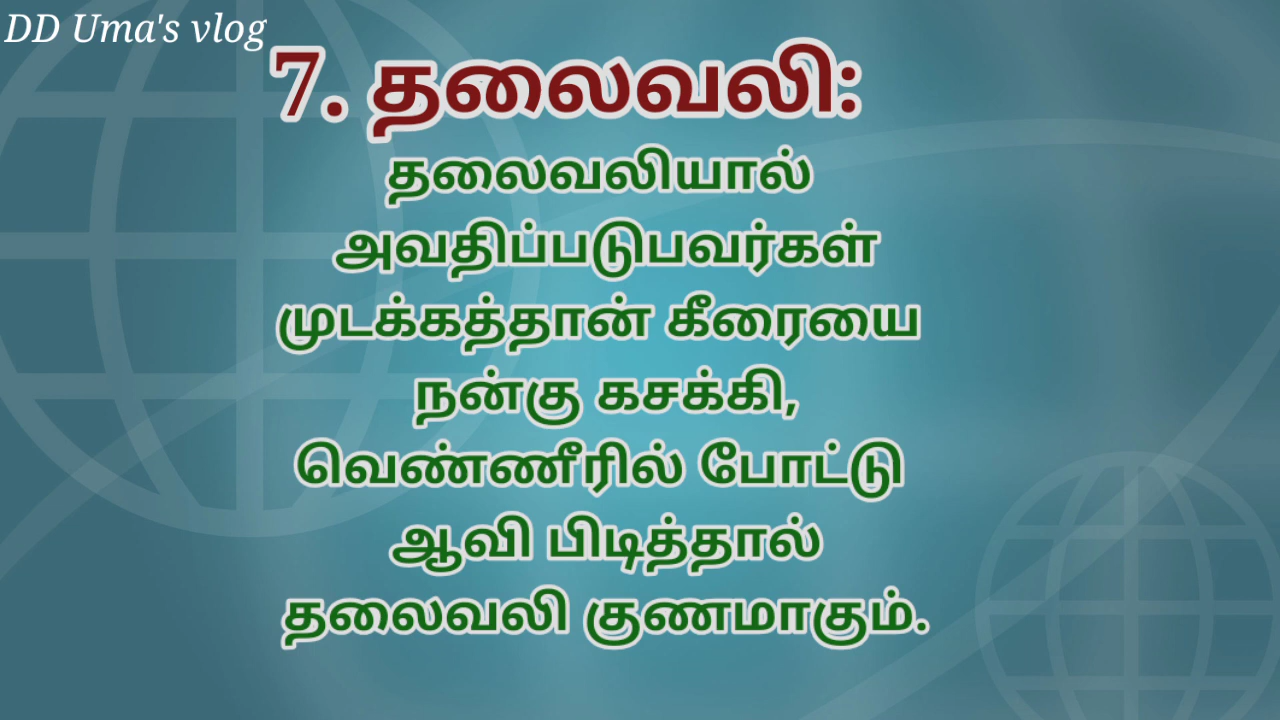 DD Uma's vlog
7. தலைவலி:
தலைவலியால்
அவதிப்படுபவர்கள்
முடக்கத்தான் கீரையை
நன்கு கசக்கி,
வெண்ணீரில் போட்டு
ஆவி பிடித்தால்
தலைவலி குணமாகும்.